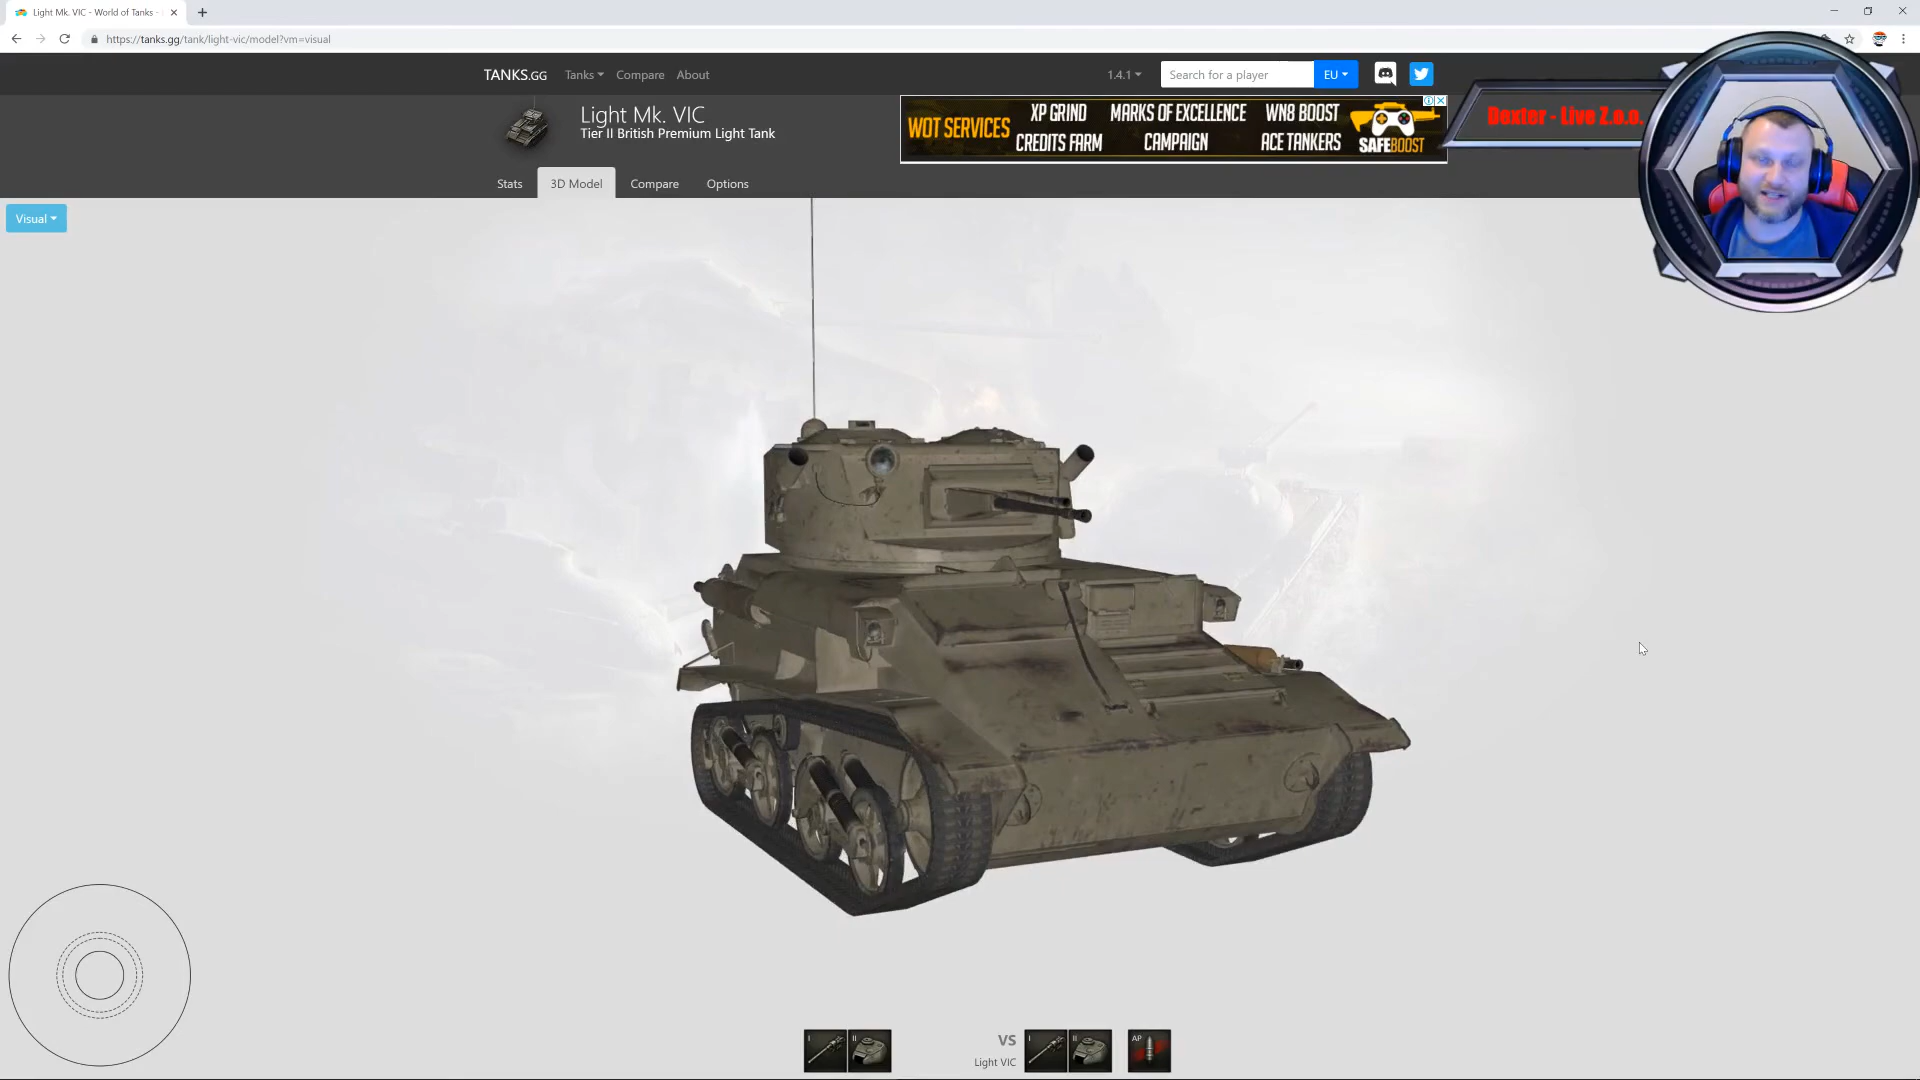 Light Mk. VIC - World of Tanks -
https://tanks.gg/tank/light-vic/model?vm=visual
TANKS.GG
Tanks
Compare
About
1.4.1
Search for a player
EU
Light Mk. VIC
Tier II British Premium Light Tank
WOT SERVICES
XP GRIND
CREDITS FARM
MARKS OF EXCELLENCE
CAMPAIGN
WN8 BOOST
ACE TANKERS
SAFEBOOST
Dexter - Live Z.o.o.
Stats
3D Model
Compare
Options
Visual
I
II
VS
Light VIC
I
II
AP